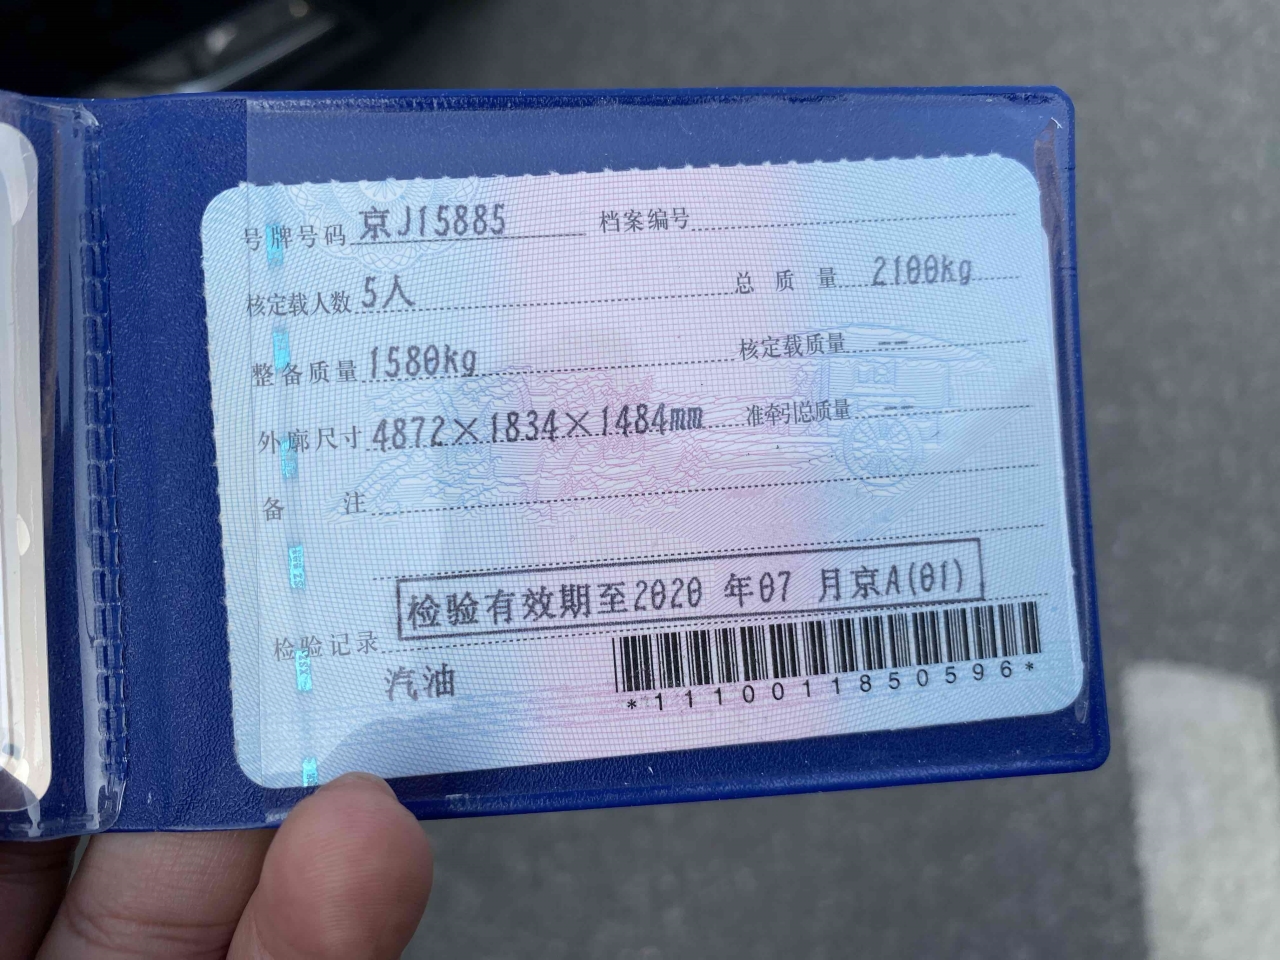 号牌号码 京J15885 档案编号
核定载人数 5人 总质量 2100kg
整备质量 1580kg 核定载质量 --
外廓尺寸 4872×1834×1484mm 准牵引总质量 --
备注
检验有效期至2020 年07 月京A(01)
检验记录
汽油
*1110011850596*